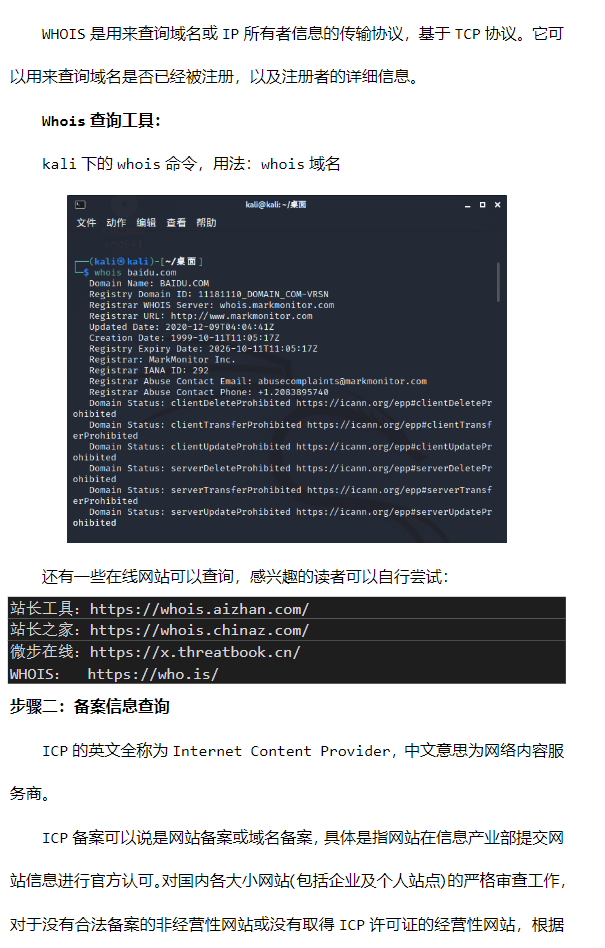 WHOIS 是用来查询域名或 IP 所有者信息的传输协议，基于 TCP 协议。它可
以用来查询域名是否已经被注册，以及注册者的详细信息。
Whois 查询工具：
kali 下的 whois 命令，用法：whois 域名
kali@kali: ~/桌面
文件 动作 编辑 查看 帮助
┌──(kali㉿kali)-[~/桌面]
└─$ whois baidu.com
Domain Name: BAIDU.COM
Registry Domain ID: 11181110_DOMAIN_COM-VRSN
Registrar WHOIS Server: whois.markmonitor.com
Registrar URL: http://www.markmonitor.com
Updated Date: 2020-12-09T04:04:41Z
Creation Date: 1999-10-11T11:05:17Z
Registry Expiry Date: 2026-10-11T11:05:17Z
Registrar: MarkMonitor Inc.
Registrar IANA ID: 292
Registrar Abuse Contact Email: abusecomplaints@markmonitor.com
Registrar Abuse Contact Phone: +1.2083895740
Domain Status: clientDeleteProhibited https://icann.org/epp#clientDeletePr
ohibited
Domain Status: clientTransferProhibited https://icann.org/epp#clientTransf
erProhibited
Domain Status: clientUpdateProhibited https://icann.org/epp#clientUpdatePr
ohibited
Domain Status: serverDeleteProhibited https://icann.org/epp#serverDeletePr
ohibited
Domain Status: serverTransferProhibited https://icann.org/epp#serverTransf
erProhibited
Domain Status: serverUpdateProhibited https://icann.org/epp#serverUpdatePr
ohibited
还有一些在线网站可以查询，感兴趣的读者可以自行尝试：
站长工具：https://whois.aizhan.com/
站长之家：https://whois.chinaz.com/
微步在线：https://x.threatbook.cn/
WHOIS： https://who.is/
步骤二：备案信息查询
ICP 的英文全称为 Internet Content Provider，中文意思为网络内容服
务商。
ICP 备案可以说是网站备案或域名备案，具体是指网站在信息产业部提交网
站信息进行官方认可。对国内各大小网站(包括企业及个人站点)的严格审查工作，
对于没有合法备案的非经营性网站或没有取得 ICP 许可证的经营性网站，根据